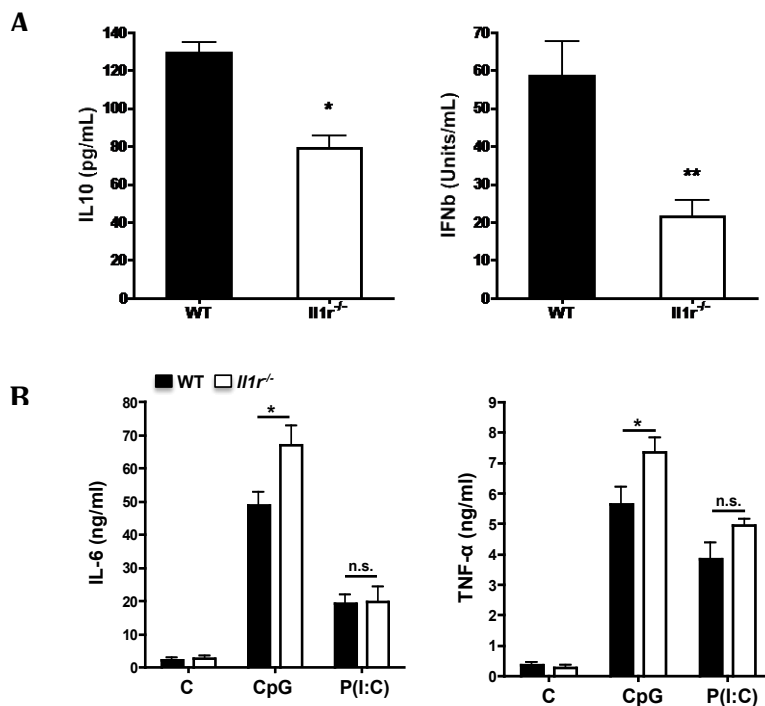 A
IL10 (pg/mL)
140
120
100
80
60
40
20
0
*
WT
Il1r-/-
IFNb (Units/mL)
70
60
50
40
30
20
10
0
**
WT
Il1r-/-
B
WT Il1r-/-
IL-6 (ng/ml)
80
70
60
50
40
30
20
10
0
*
n.s.
C CpG P(I:C)
TNF-α (ng/ml)
9
8
7
6
5
4
3
2
1
0
*
n.s.
C CpG P(I:C)